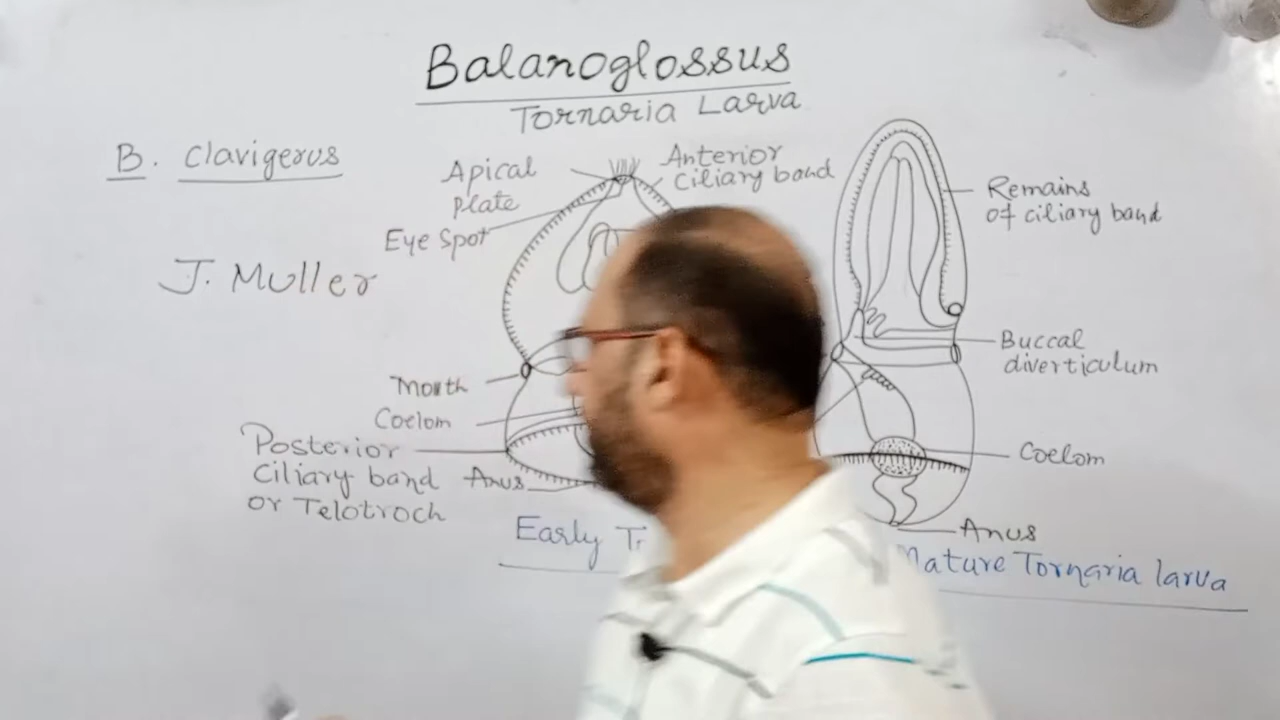 Balanoglossus
Tornaria Larva
B. Clavigerus
J. Muller
Apical
Plate
Eye Spot
Anterior
ciliary band
Mouth
Coelom
Posterior
Ciliary band
or Telotroch
Anus
Early
Remains
of ciliary band
Buccal
diverticulum
Coelom
Anus
Mature Tornaria larva